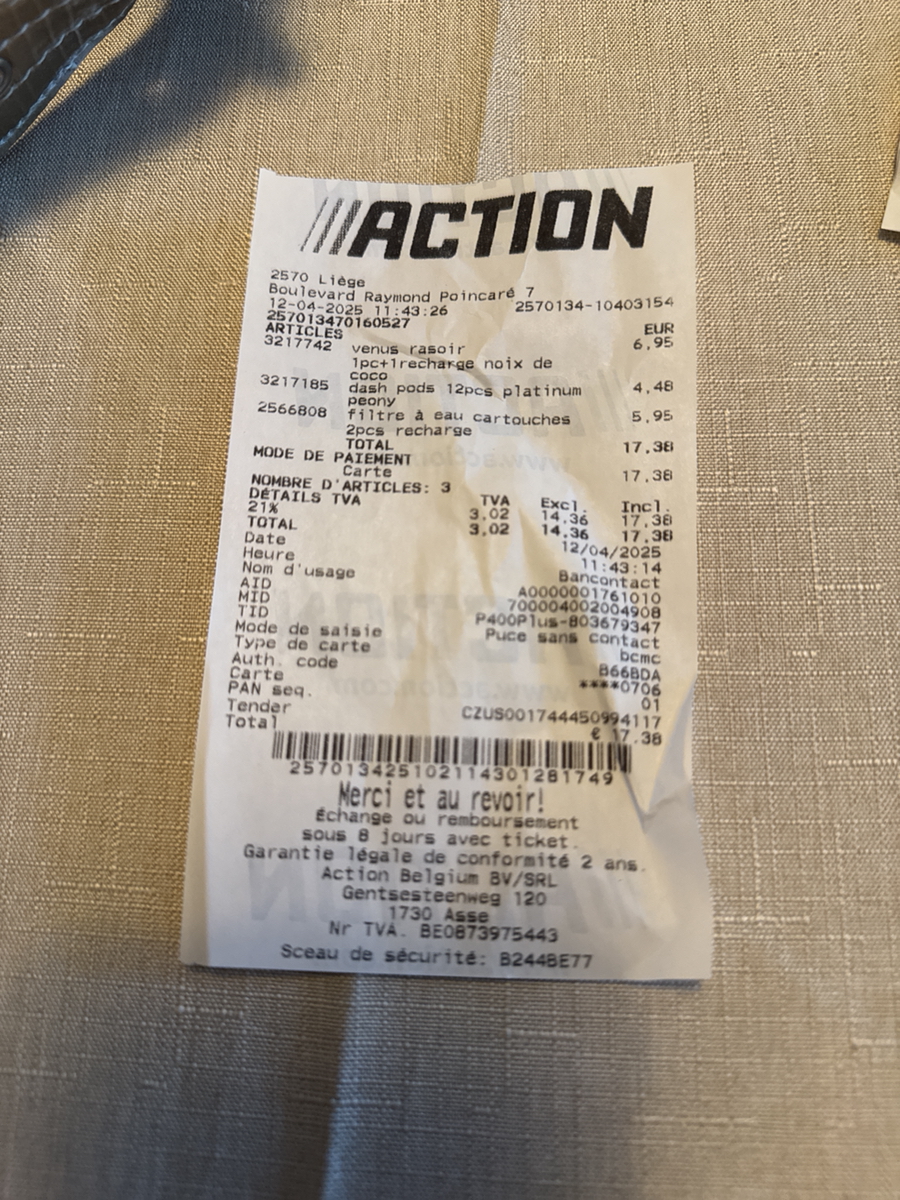 ACTION
2570 Liège
Boulevard Raymond Poincaré 7
12-04-2025 11:43:26 2570134-10403154
257013470160527
ARTICLES EUR
3217742 venus rasoir 6,95
1pc+1recharge noix de
coco
3217185 dash pods 12pcs platinum 4,48
peony
2566808 filtre à eau cartouches 5,95
2pcs recharge
TOTAL 17,38
MODE DE PAIEMENT
Carte 17,38
NOMBRE D'ARTICLES: 3
DÉTAILS TVA TVA Excl. Incl.
21% 3,02 14,36 17,38
TOTAL 3,02 14,36 17,38
Date 12/04/2025
Heure 11:43:14
Nom d'usage Bancontact
AID A0000001761010
MID 700004002004908
TID P400Plus-803679347
Mode de saisie Puce sans contact
Type de carte bcmc
Auth. code B66BDA
Carte ****0706
PAN seq. 01
Tender CZUS001744450994117
Total € 17.38
2570134251021143012817​49
Merci et au revoir!
Échange ou remboursement
sous 8 jours avec ticket.
Garantie légale de conformité 2 ans.
Action Belgium BV/SRL
Gentsesteenweg 120
1730 Asse
Nr TVA. BE0873975443
Sceau de sécurité: B244BE77